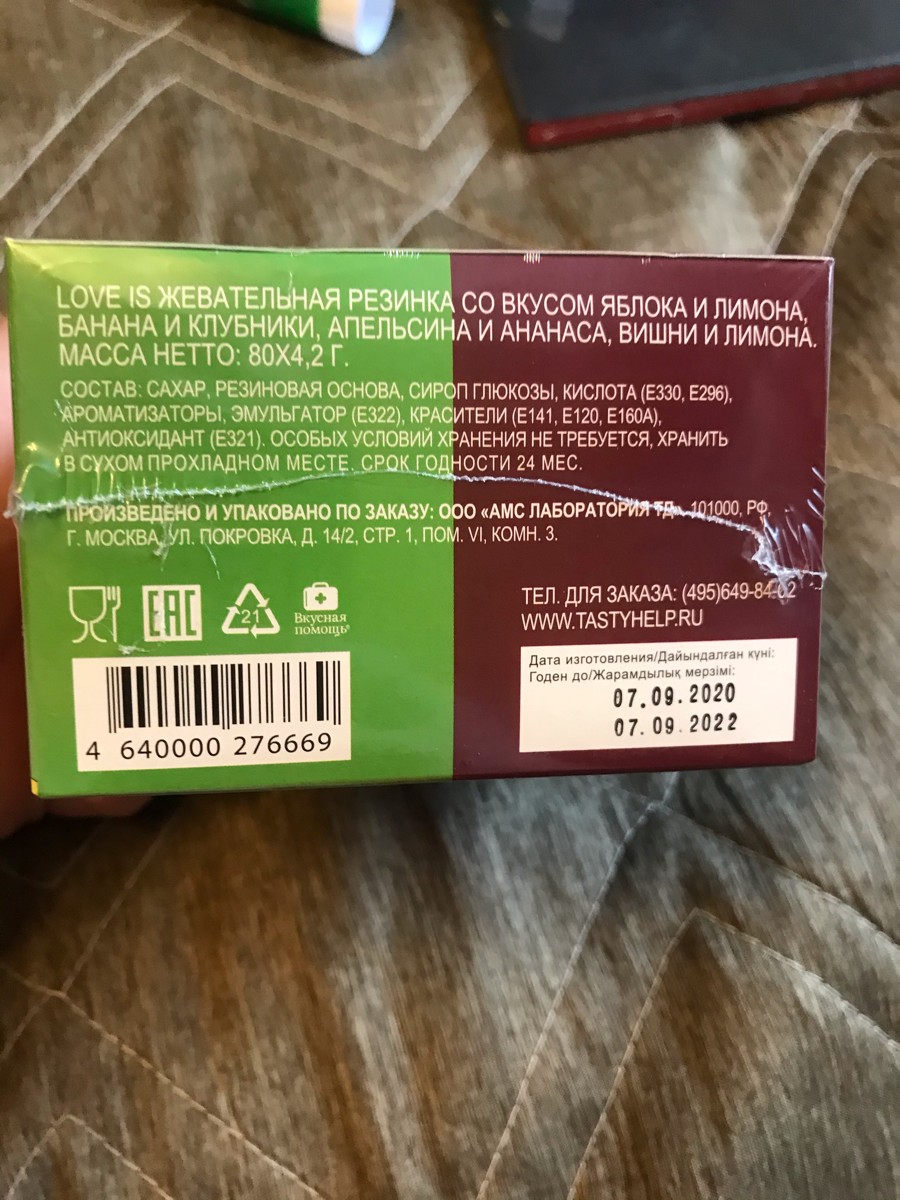 LOVE IS ЖЕВАТЕЛЬНАЯ РЕЗИНКА СО ВКУСОМ ЯБЛОКА И ЛИМОНА,
БАНАНА И КЛУБНИКИ, АПЕЛЬСИНА И АНАНАСА, ВИШНИ И ЛИМОНА.
МАССА НЕТТО: 80Х4,2 Г.
СОСТАВ: САХАР, РЕЗИНОВАЯ ОСНОВА, СИРОП ГЛЮКОЗЫ, КИСЛОТА (Е330, Е296),
АРОМАТИЗАТОРЫ, ЭМУЛЬГАТОР (Е322), КРАСИТЕЛИ (Е141, Е120, Е160А),
АНТИОКСИДАНТ (Е321). ОСОБЫХ УСЛОВИЙ ХРАНЕНИЯ НЕ ТРЕБУЕТСЯ, ХРАНИТЬ
В СУХОМ ПРОХЛАДНОМ МЕСТЕ. СРОК ГОДНОСТИ 24 МЕС.
ПРОИЗВЕДЕНО И УПАКОВАНО ПО ЗАКАЗУ: ООО «АМС ЛАБОРАТОРИЯ ТД», 101000, РФ,
Г. МОСКВА, УЛ. ПОКРОВКА, Д. 14/2, СТР. 1, ПОМ. VI, КОМН. 3.
EAC
21
Вкусная
помощь®
ТЕЛ. ДЛЯ ЗАКАЗА: (495)649-84-02
WWW.TASTYHELP.RU
Дата изготовления/Дайындалған күні:
Годен до/Жарамдылық мерзімі:
07.09.2020
07.09.2022
4 640000 276669